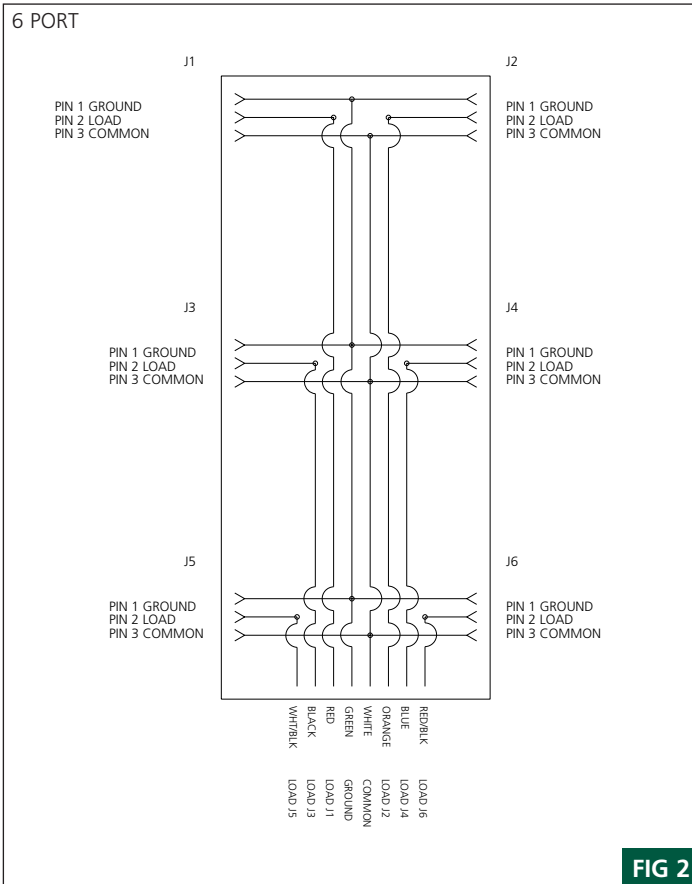 6 PORT
J1
J2
PIN 1 GROUND
PIN 2 LOAD
PIN 3 COMMON
PIN 1 GROUND
PIN 2 LOAD
PIN 3 COMMON
J3
J4
PIN 1 GROUND
PIN 2 LOAD
PIN 3 COMMON
PIN 1 GROUND
PIN 2 LOAD
PIN 3 COMMON
J5
J6
PIN 1 GROUND
PIN 2 LOAD
PIN 3 COMMON
PIN 1 GROUND
PIN 2 LOAD
PIN 3 COMMON
WHT/BLK
BLACK
RED
GREEN
WHITE
ORANGE
BLUE
RED/BLK
LOAD J5
LOAD J3
LOAD J1
GROUND
COMMON
LOAD J2
LOAD J4
LOAD J6
FIG 2